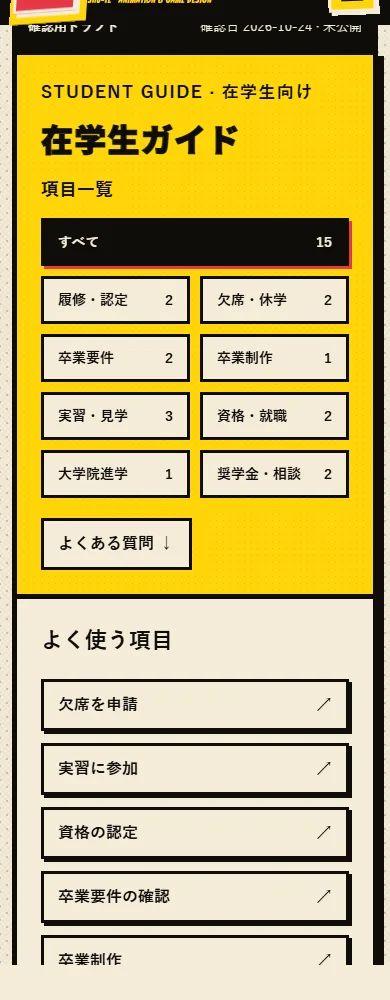 確認用ドラフト
確認日 2026-10-24・未公開
STUDENT GUIDE · 在学生向け
在学生ガイド
項目一覧
すべて 15
履修・認定 2
欠席・休学 2
卒業要件 2
卒業制作 1
実習・見学 3
資格・就職 2
大学院進学 1
奨学金・相談 2
よくある質問 ↓
よく使う項目
欠席を申請 ↗
実習に参加 ↗
資格の認定 ↗
卒業要件の確認 ↗
卒業制作 ↗